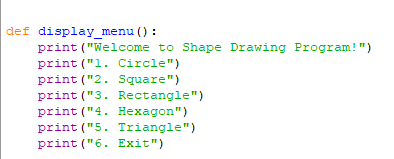 def display_menu():
    print("Welcome to Shape Drawing Program!")
    print("1. Circle")
    print("2. Square")
    print("3. Rectangle")
    print("4. Hexagon")
    print("5. Triangle")
    print("6. Exit")